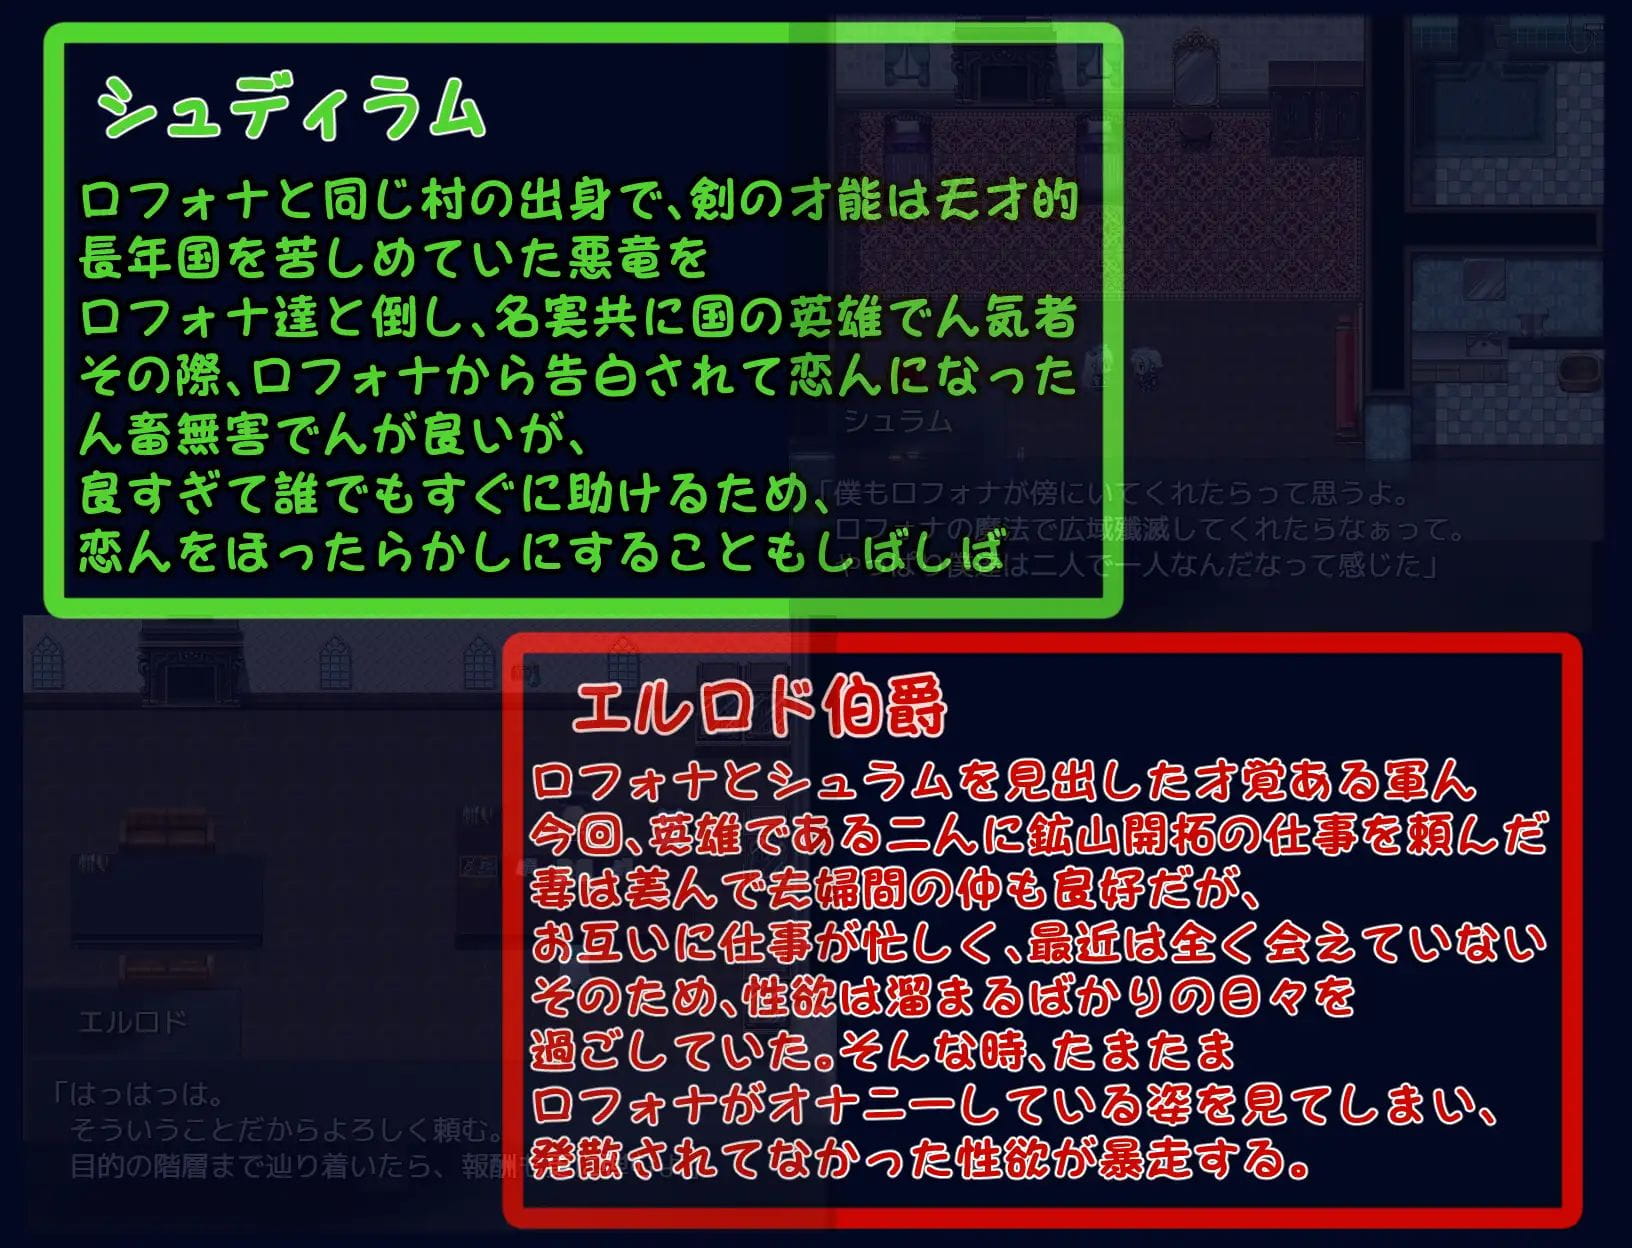 シュディラム
ロフォナと同じ村の出身で、剣の才能は天才的
長年国を苦しめていた悪竜を
ロフォナ達と倒し、名実共に国の英雄でん気者
その際、ロフォナから告白されて恋んになった
ん畜無害でんが良いが、
良すぎて誰でもすぐに助けるため、
恋んをほったらかしにすることもしばしば
シュラム
「僕もロフォナが傍にいてくれたらって思うよ。
ロフォナの魔法で広域殲滅してくれたらなぁって。
やっぱり僕達は二人で一人なんだなって感じた」
エルロド伯爵
ロフォナとシュラムを見出した才覚ある軍ん
今回、英雄である二んに鉱山開拓の仕事を頼んだ
妻は美んで夫婦間の仲も良好だが、
お互いに仕事が忙しく、最近は全く会えていない
そのため、性欲は溜まるばかりの日々を
過ごしていた。そんな時、たまたま
ロフォナがオナニーしている姿を見てしまい、
発散されてなかった性欲が暴走する。
エルロド
「はっはっは。
そういうことだからよろしく頼む。
目的の階層まで辿り着いたら、報酬